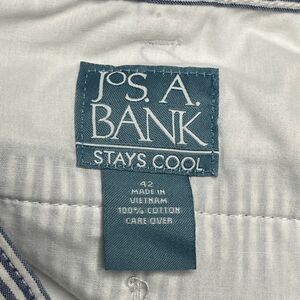 JoS. A.
BANK
STAYS COOL
42
MADE IN
VIETNAM
100% COTTON
CARE OVER